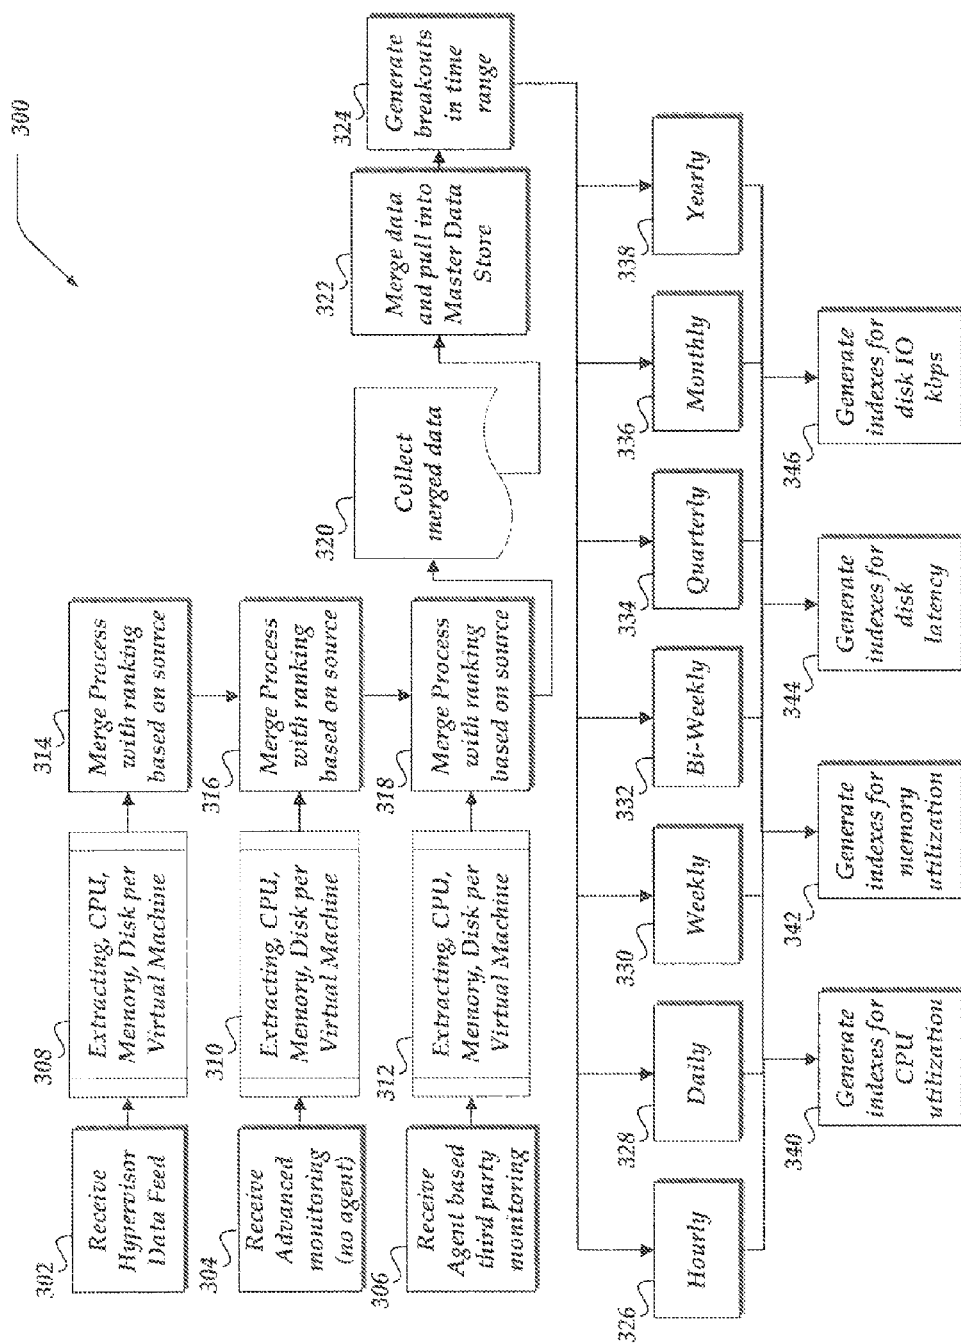 300
302
Receive
Hypervisor
Data Feed
308
Extracting, CPU,
Memory, Disk per
Virtual Machine
314
Merge Process
with ranking
based on source
304
Receive
Advanced
monitoring
(no agent)
310
Extracting, CPU,
Memory, Disk per
Virtual Machine
316
Merge Process
with ranking
based on source
306
Receive
Agent based
third party
monitoring
312
Extracting, CPU,
Memory, Disk per
Virtual Machine
318
Merge Process
with ranking
based on source
320
Collect
merged data
322
Merge data
and pull into
Master Data
Store
324
Generate
breakouts
in time
range
326
Hourly
328
Daily
330
Weekly
332
Bi-Weekly
334
Quarterly
336
Monthly
338
Yearly
340
Generate
indexes for
CPU
utilization
342
Generate
indexes for
memory
utilization
344
Generate
indexes for
disk
latency
346
Generate
indexes for
disk IO
kbps